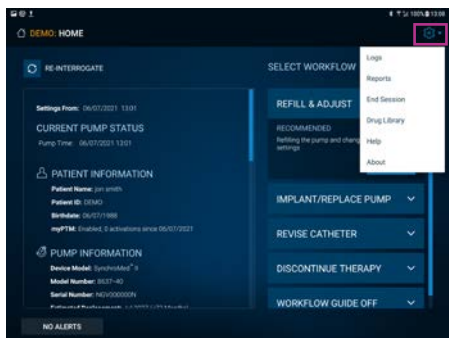 100% 13:08
DEMO: HOME
RE-INTERROGATE
SELECT WORKFLOW
Logs
Reports
End Session
Drug Library
Help
About
Settings From: 06/07/2021 13:01
CURRENT PUMP STATUS
Pump Time: 06/07/2021 12:01
PATIENT INFORMATION
Patient Name: jon smith
Patient ID: DEMO
Birthdate: 06/07/1988
myPTM: Enabled, 0 activations since 06/07/2021
PUMP INFORMATION
Device Model: SynchroMed® II
Model Number: 8637-40
Serial Number: NGV000000N
REFILL & ADJUST
RECOMMENDED
Refilling the pump and chang
settings
IMPLANT/REPLACE PUMP
REVISE CATHETER
DISCONTINUE THERAPY
WORKFLOW GUIDE OFF
NO ALERTS